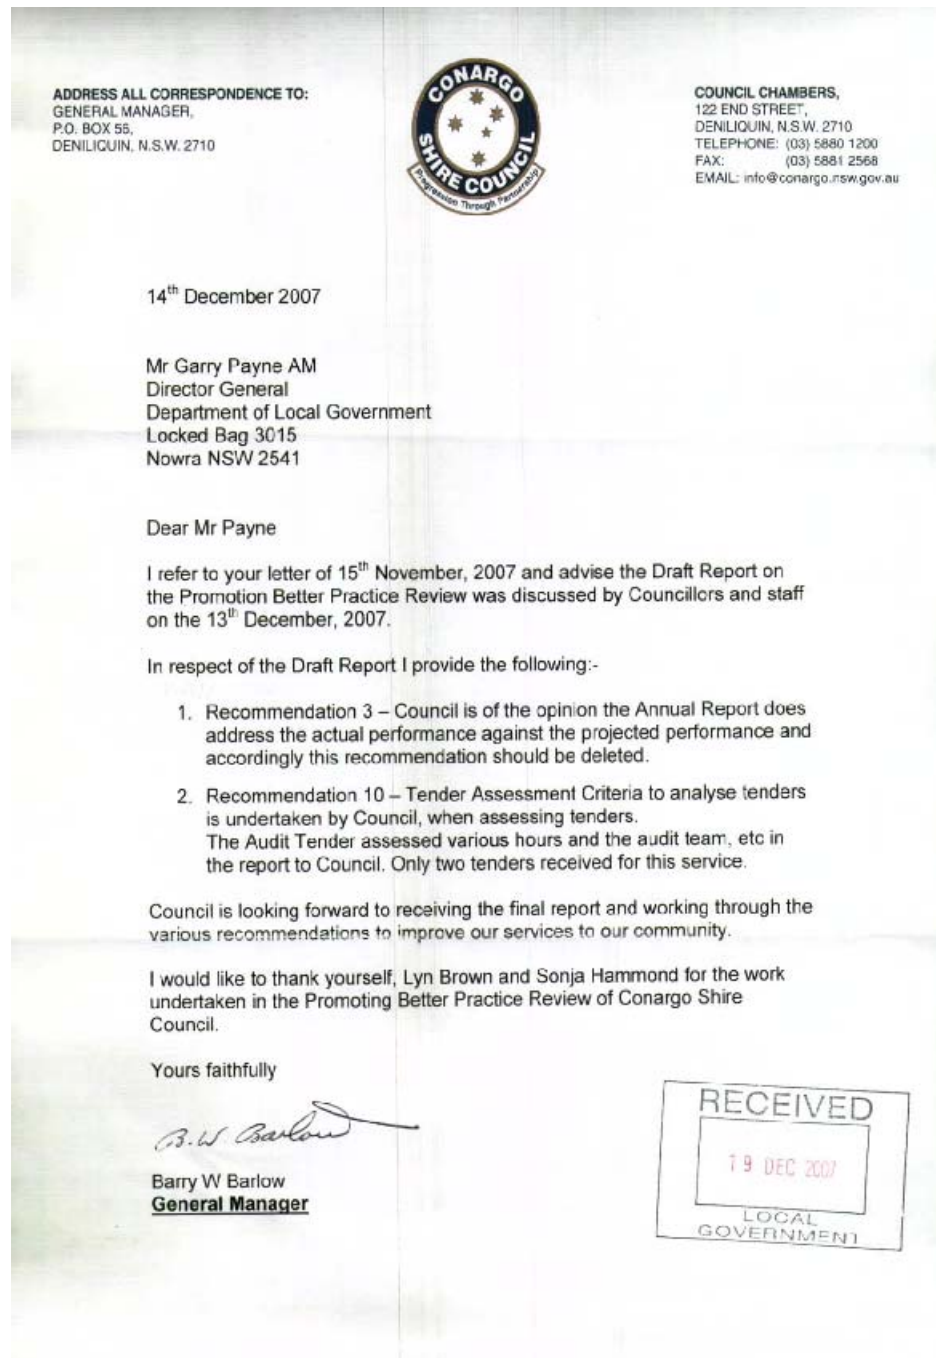 ADDRESS ALL CORRESPONDENCE TO:
GENERAL MANAGER,
P.O. BOX 56,
DENILIQUIN, N.S.W. 2710
CONARGO
SHIRE COUNCIL
Progression Through Partnership
COUNCIL CHAMBERS,
122 END STREET,
DENILIQUIN, N.S.W. 2710
TELEPHONE: (03) 5880 1200
FAX: (03) 5881 2568
EMAIL: info@conargo.nsw.gov.au
14th December 2007
Mr Garry Payne AM
Director General
Department of Local Government
Locked Bag 3015
Nowra NSW 2541
Dear Mr Payne
I refer to your letter of 15th November, 2007 and advise the Draft Report on
the Promotion Better Practice Review was discussed by Councillors and staff
on the 13th December, 2007.
In respect of the Draft Report I provide the following:-
1. Recommendation 3 – Council is of the opinion the Annual Report does
address the actual performance against the projected performance and
accordingly this recommendation should be deleted.
2. Recommendation 10 – Tender Assessment Criteria to analyse tenders
is undertaken by Council, when assessing tenders.
The Audit Tender assessed various hours and the audit team, etc in
the report to Council. Only two tenders received for this service.
Council is looking forward to receiving the final report and working through the
various recommendations to improve our services to our community.
I would like to thank yourself, Lyn Brown and Sonja Hammond for the work
undertaken in the Promoting Better Practice Review of Conargo Shire
Council.
Yours faithfully
B.W Barlow
Barry W Barlow
General Manager
RECEIVED
19 DEC 2007
LOCAL
GOVERNMENT